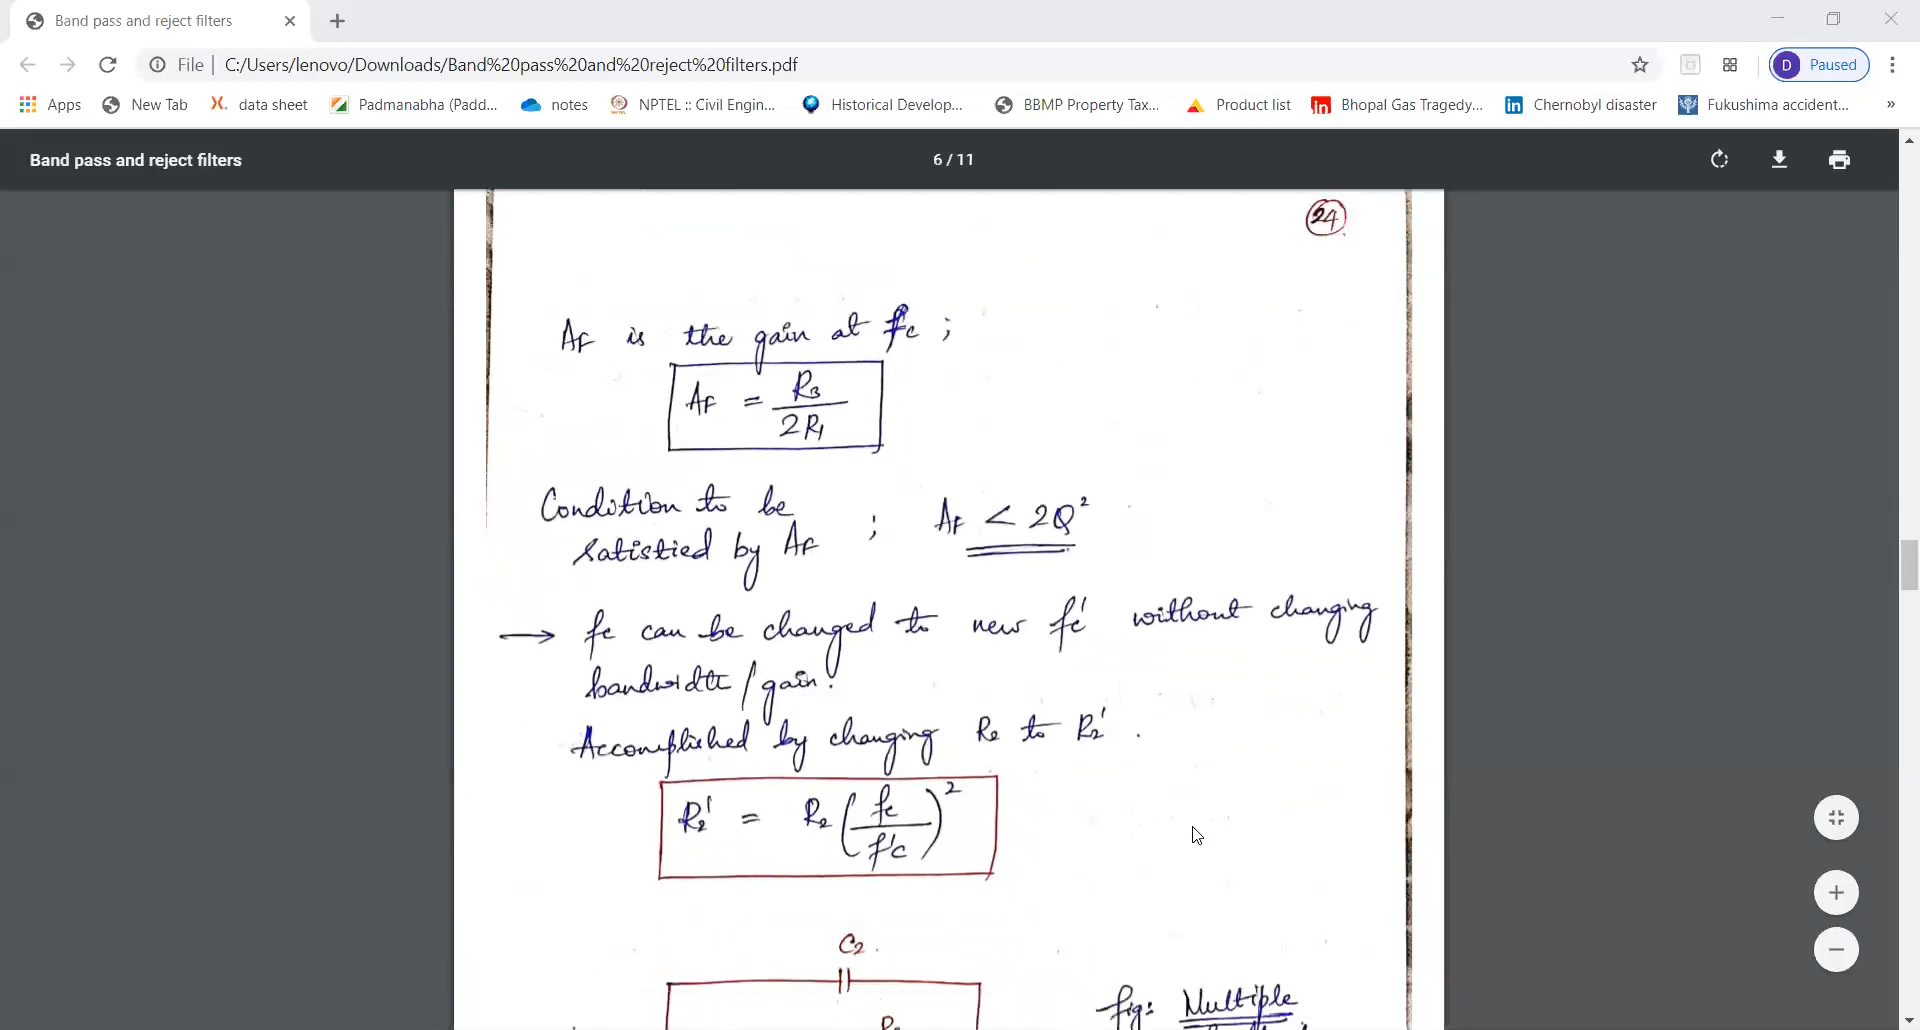 Band pass and reject filters
File | C:/Users/lenovo/Downloads/Band%20pass%20and%20reject%20filters.pdf
D Paused
Apps New Tab X. data sheet Padmanabha (Padd... notes NPTEL :: Civil Engin... Historical Develop... BBMP Property Tax... Product list Bhopal Gas Tragedy... Chernobyl disaster Fukushima accident... »
Band pass and reject filters 6 / 11
24
AF is the gain at fc ;
AF = R3 / 2R1
Condition to be
satistied by AF ; AF < 2Q²
→ fc can be changed to new fc' without changing
bandwidth / gain.
Accomplished by changing R2 to R2' .
R2' = R2 (fc / f'c)²
C2 .
fig: Multiple